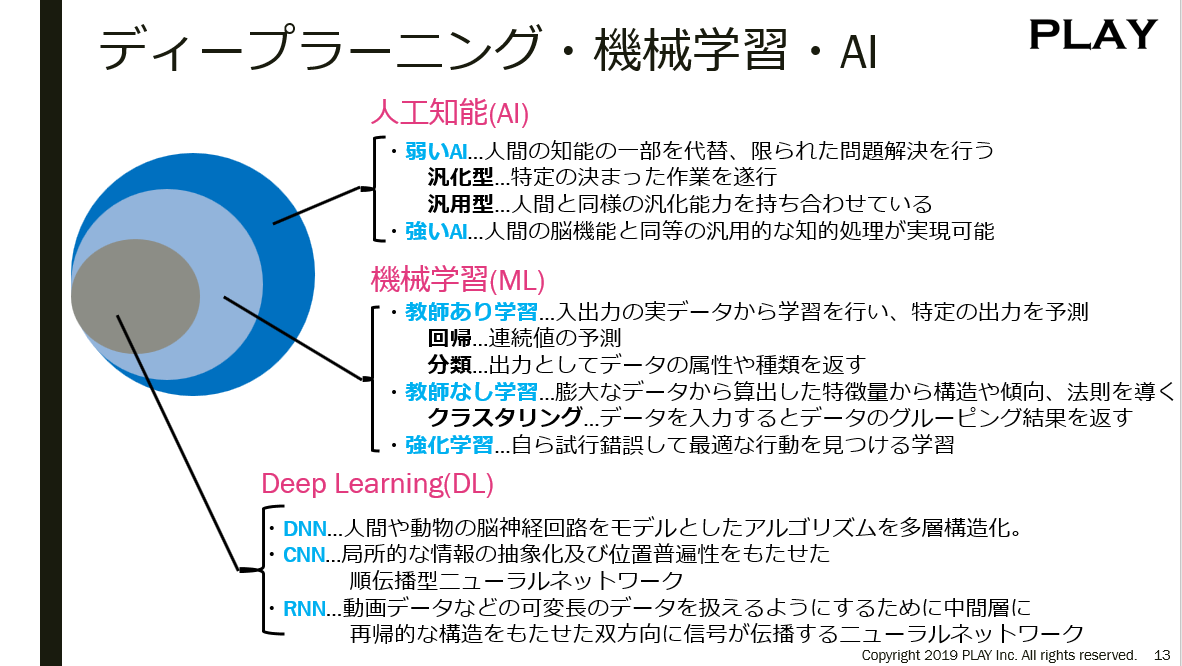 ディープラーニング・機械学習・AI
PLAY
人工知能(AI)
・弱いAI...人間の知能の一部を代替、限られた問題解決を行う
汎化型...特定の決まった作業を遂行
汎用型...人間と同様の汎化能力を持ち合わせている
・強いAI...人間の脳機能と同等の汎用的な知的処理が実現可能
機械学習(ML)
・教師あり学習...入出力の実データから学習を行い、特定の出力を予測
回帰...連続値の予測
分類...出力としてデータの属性や種類を返す
・教師なし学習...膨大なデータから算出した特徴量から構造や傾向、法則を導く
クラスタリング...データを入力するとデータのグルーピング結果を返す
・強化学習...自ら試行錯誤して最適な行動を見つける学習
Deep Learning(DL)
・DNN...人間や動物の脳神経回路をモデルとしたアルゴリズムを多層構造化。
・CNN...局所的な情報の抽象化及び位置普遍性をもたせた
順伝播型ニューラルネットワーク
・RNN...動画データなどの可変長のデータを扱えるようにするために中間層に
再帰的な構造をもたせた双方向に信号が伝播するニューラルネットワーク
Copyright 2019 PLAY Inc. All rights reserved. 13